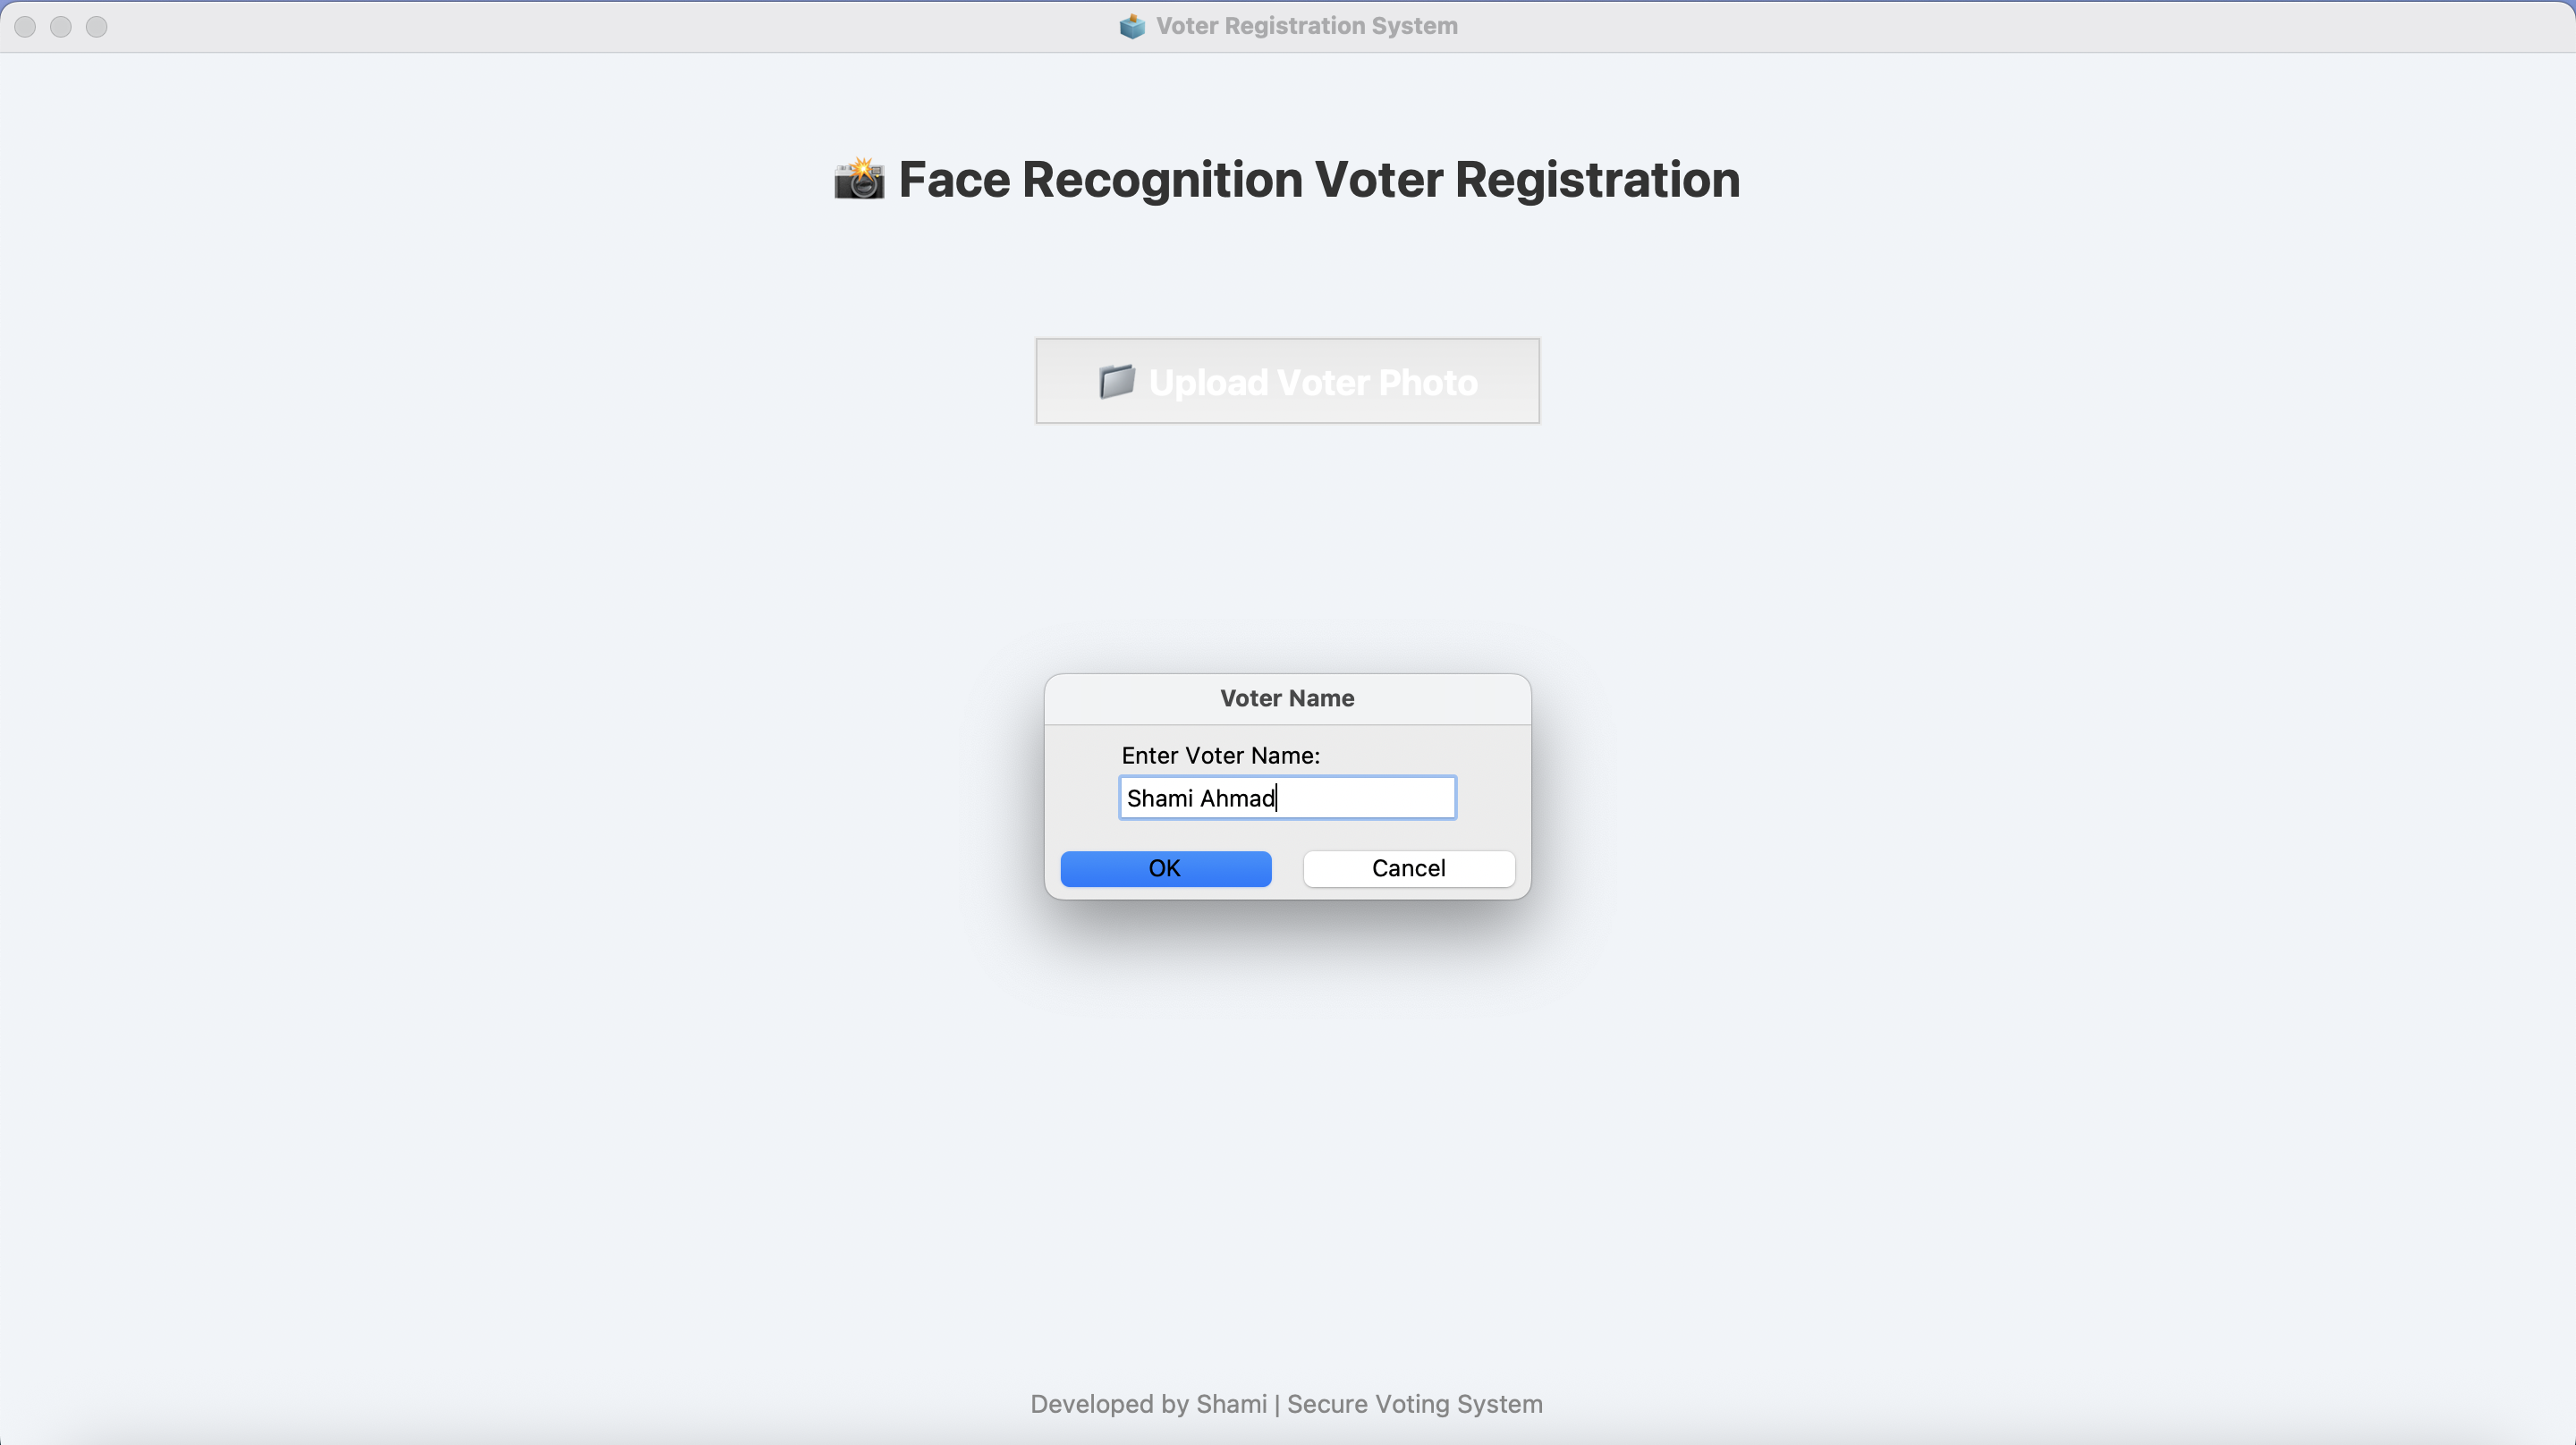 Voter Registration System
Face Recognition Voter Registration
Upload Voter Photo
Voter Name
Enter Voter Name:
Shami Ahmad
OK
Cancel
Developed by Shami | Secure Voting System